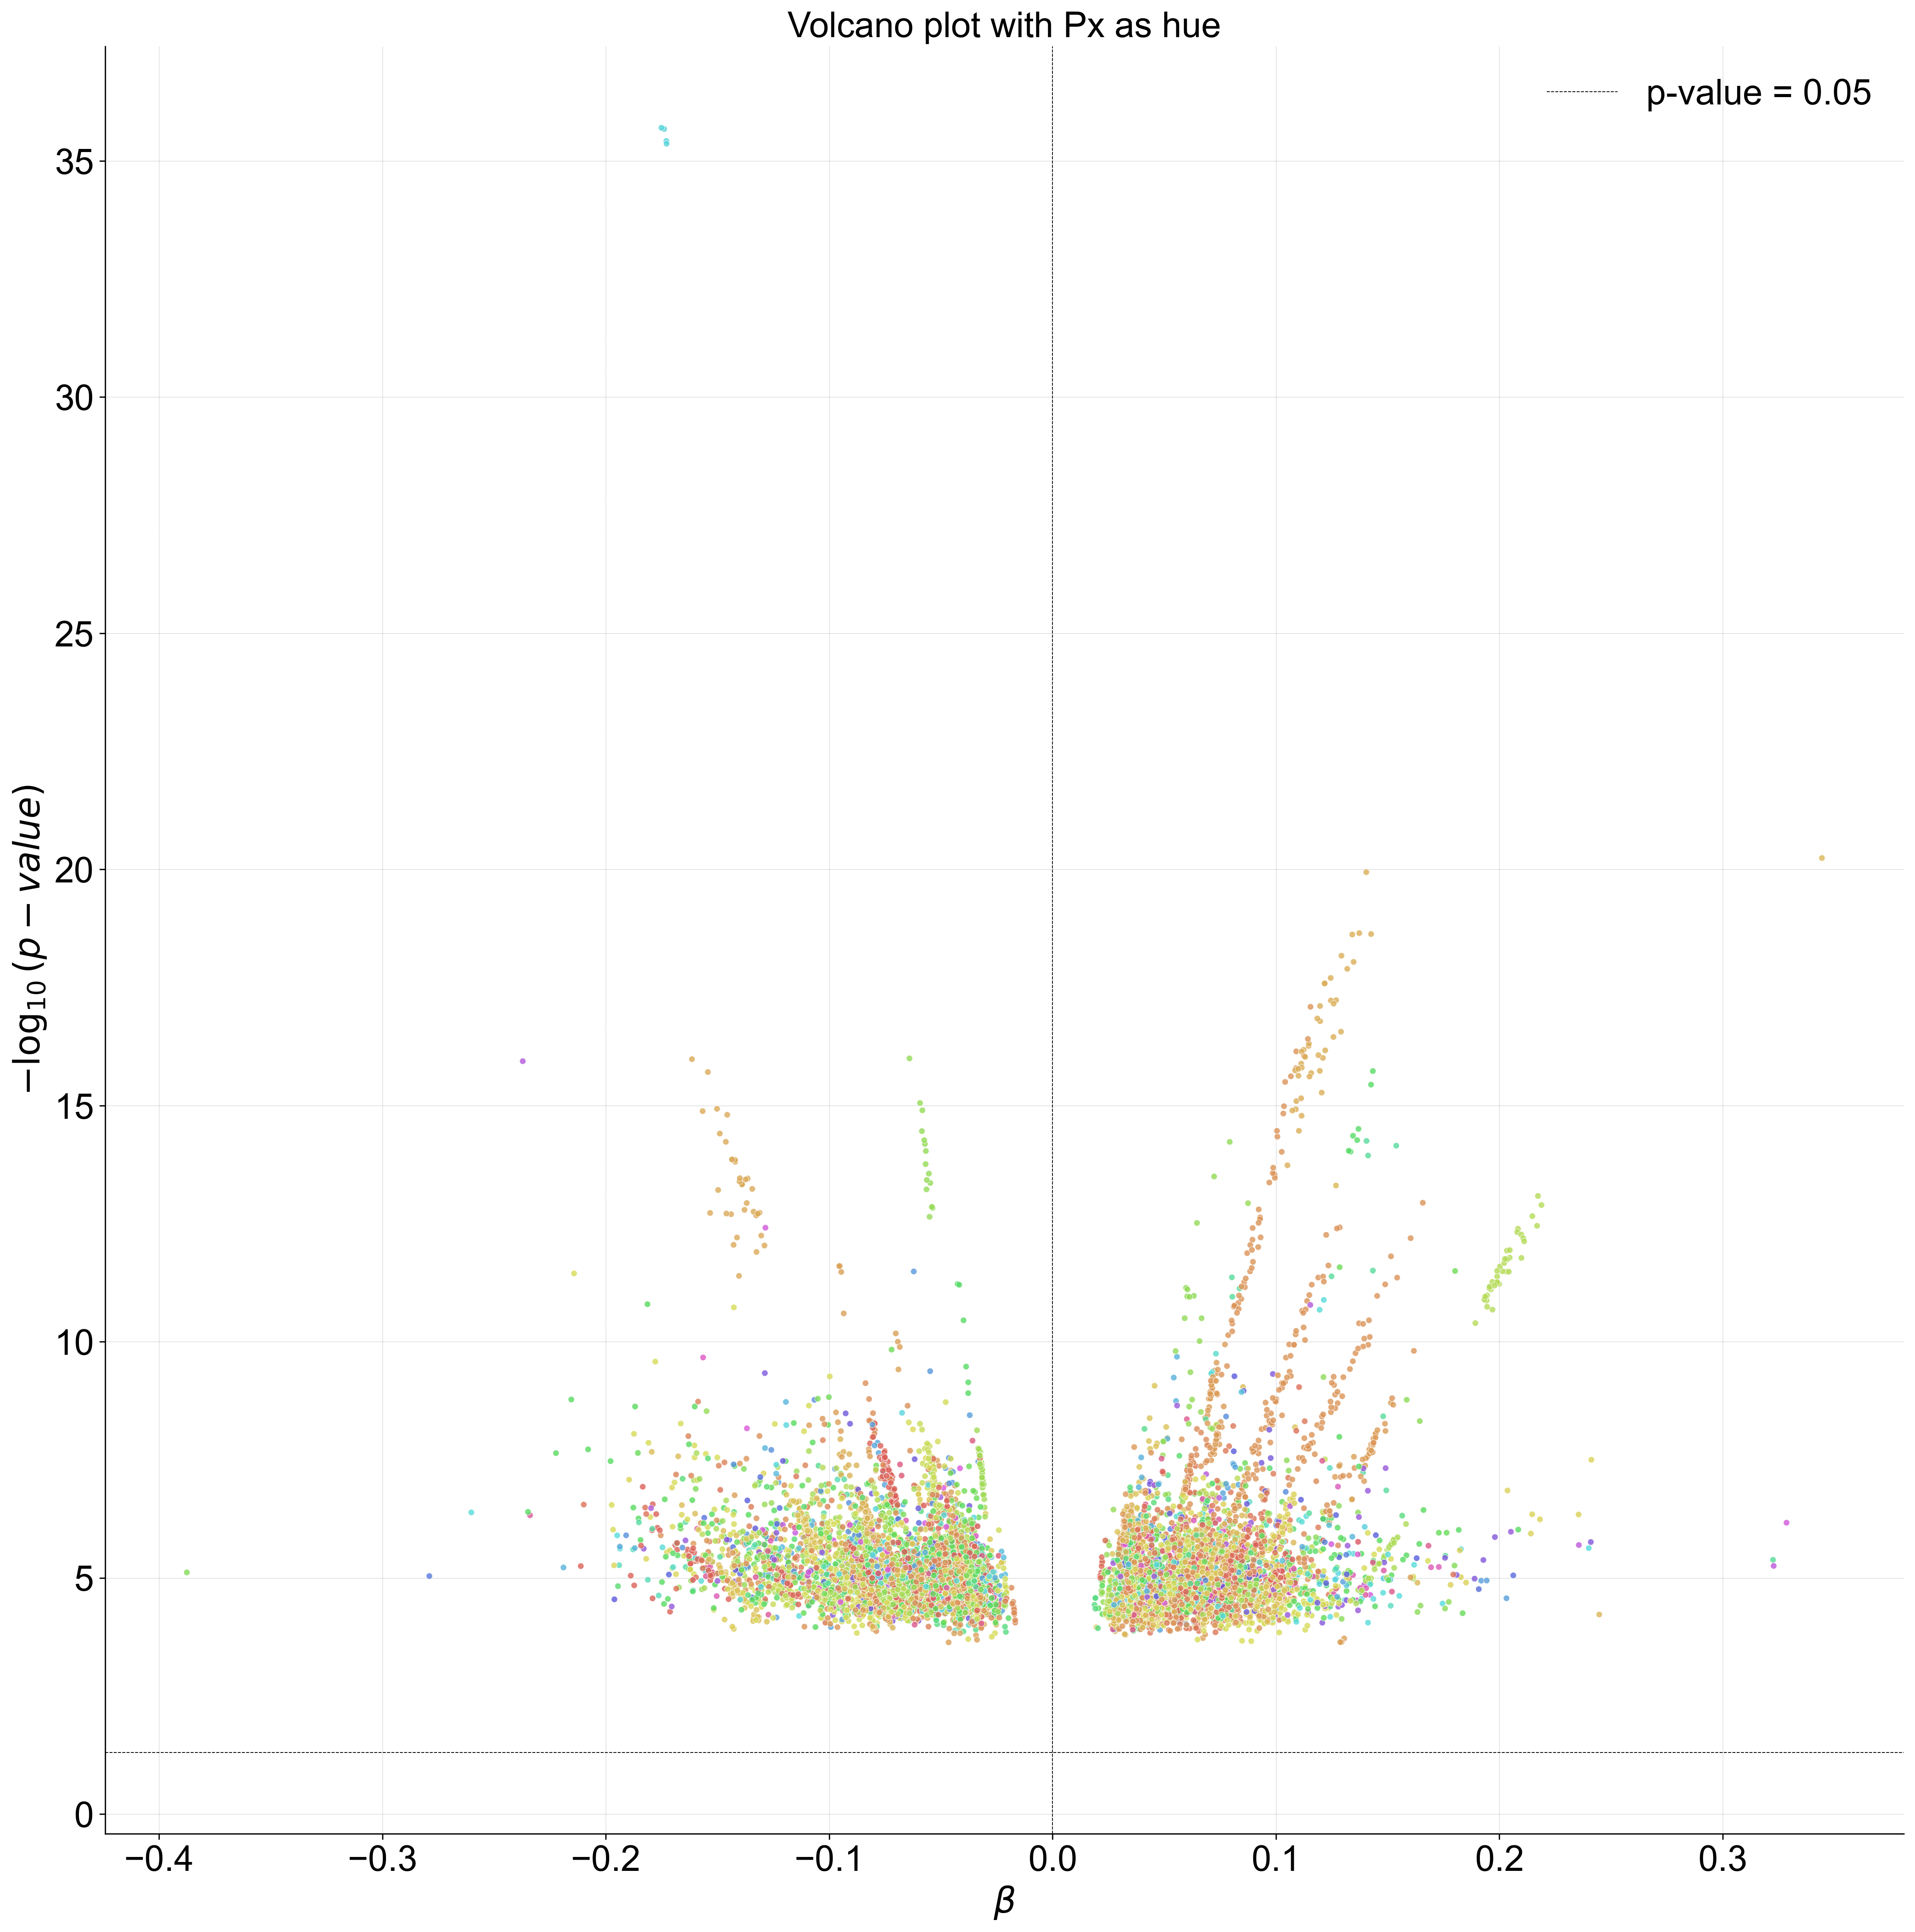 Volcano plot with Px as hue
p-value = 0.05
35
30
25
20
15
10
5
0
−log₁₀ (p − value)
−0.4 −0.3 −0.2 −0.1 0.0 0.1 0.2 0.3
β